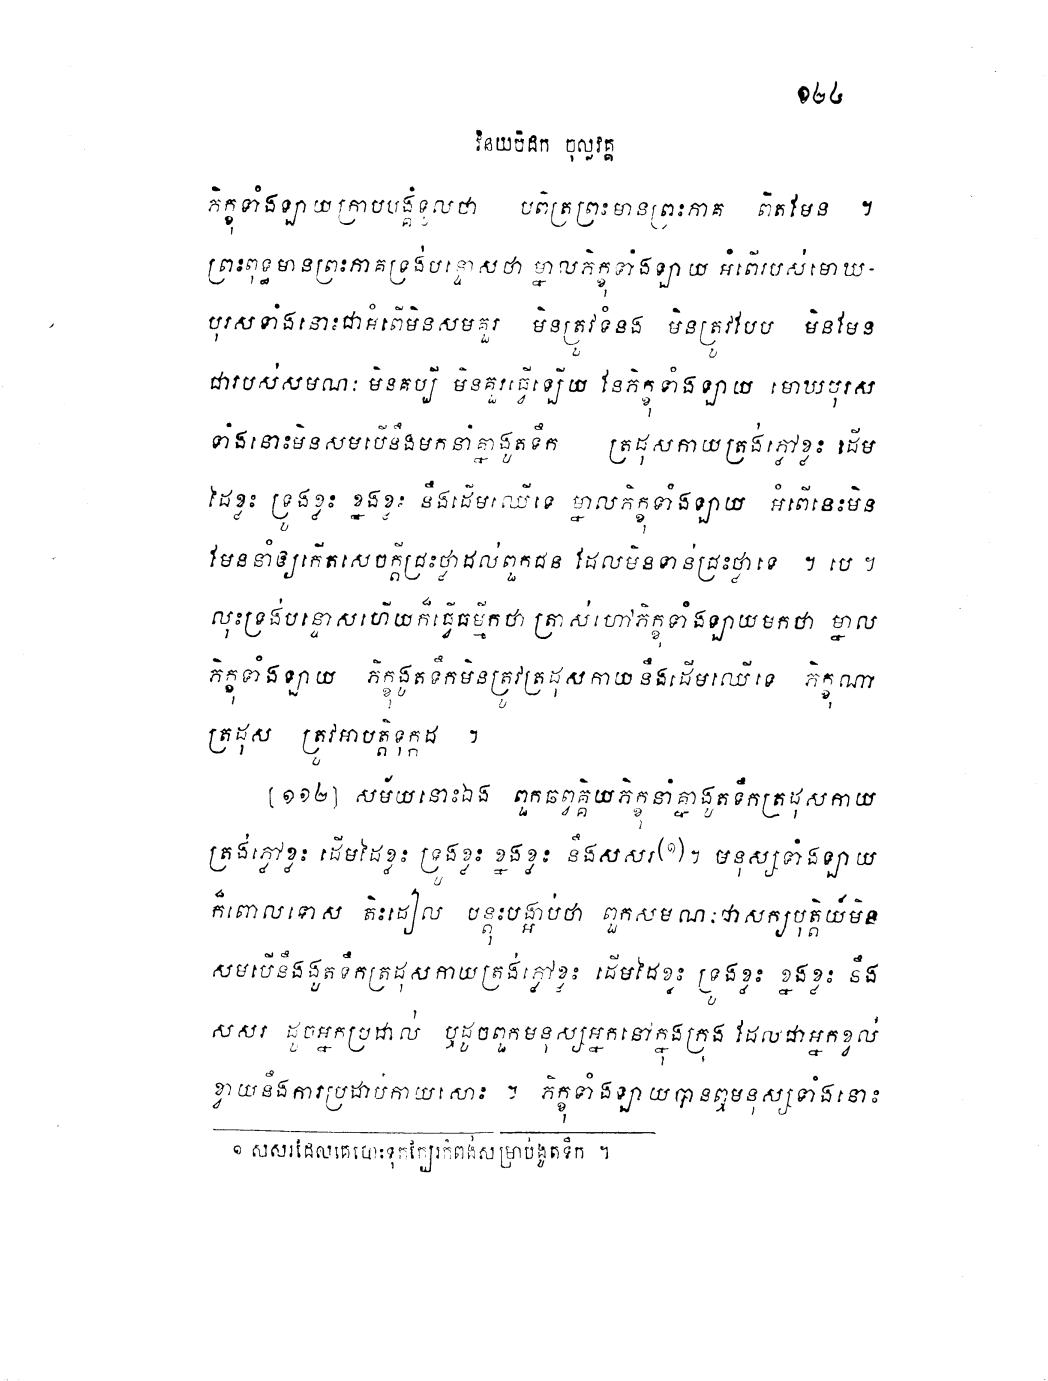 ១៤៤
វិនយបិដក ចុល្លវគ្គ
ភិក្ខុទាំងឡាយក្រាបបង្គំទូលថា បពិត្រព្រះមានព្រះភាគ ពិតមែន ។
ព្រះពុទ្ធមានព្រះភាគទ្រង់បន្ទោសថា ម្នាលភិក្ខុទាំងឡាយ អំពើរបស់មោឃ-
បុរសទាំងនោះជាអំពើមិនសមគួរ មិនត្រូវទំនង មិនត្រូវបែប មិនមែន
ជារបស់សមណៈ មិនគប្បី មិនគួរធ្វើឡើយ នែភិក្ខុទាំងឡាយ មោឃបុរស
ទាំងនោះមិនសមបើនឹងមកនាំគ្នាងូតទឹក ត្រដុសកាយត្រង់ភ្លៅខ្លះ ដើម
ដៃខ្លះ ទ្រូងខ្លះ ខ្នងខ្លះ នឹងដើមឈើទេ ម្នាលភិក្ខុទាំងឡាយ អំពើនេះមិន
មែននាំឲ្យកើតសេចក្តីជ្រះថ្លាដល់ពួកជន ដែលមិនទាន់ជ្រះថ្លាទេ ។ បេ ។
លុះទ្រង់បន្ទោសហើយក៏ធ្វើធម្មីកថា ត្រាស់ហៅភិក្ខុទាំងឡាយមកថា ម្នាល
ភិក្ខុទាំងឡាយ ភិក្ខុងូតទឹកមិនត្រូវត្រដុសកាយនឹងដើមឈើទេ ភិក្ខុណា
ត្រដុស ត្រូវអាបត្តិទុក្កដ ។
[១១២] សម័យនោះឯង ពួកឆព្វគ្គិយភិក្ខុនាំគ្នាងូតទឹកត្រដុសកាយ
ត្រង់ភ្លៅខ្លះ ដើមដៃខ្លះ ទ្រូងខ្លះ ខ្នងខ្លះ នឹងសសរ(១)។ មនុស្សទាំងឡាយ
ក៏ពោលទោស តិះដៀល បន្តុះបង្អាប់ថា ពួកសមណៈជាសក្យបុត្តិយ៍មិន
សមបើនឹងងូតទឹកត្រដុសកាយត្រង់ភ្លៅខ្លះ ដើមដៃខ្លះ ទ្រូងខ្លះ ខ្នងខ្លះ នឹង
សសរ ដូចអ្នកប្រដាល់ ឬដូចពួកមនុស្សអ្នកនៅក្នុងក្រុង ដែលជាអ្នកខ្វល់
ខ្វាយនឹងការប្រដាប់កាយសោះ ។ ភិក្ខុទាំងឡាយបានឮមនុស្សទាំងនោះ
១ សសរដែលគេបោះទុកក្បែរកំពង់សម្រាប់ងូតទឹក ។